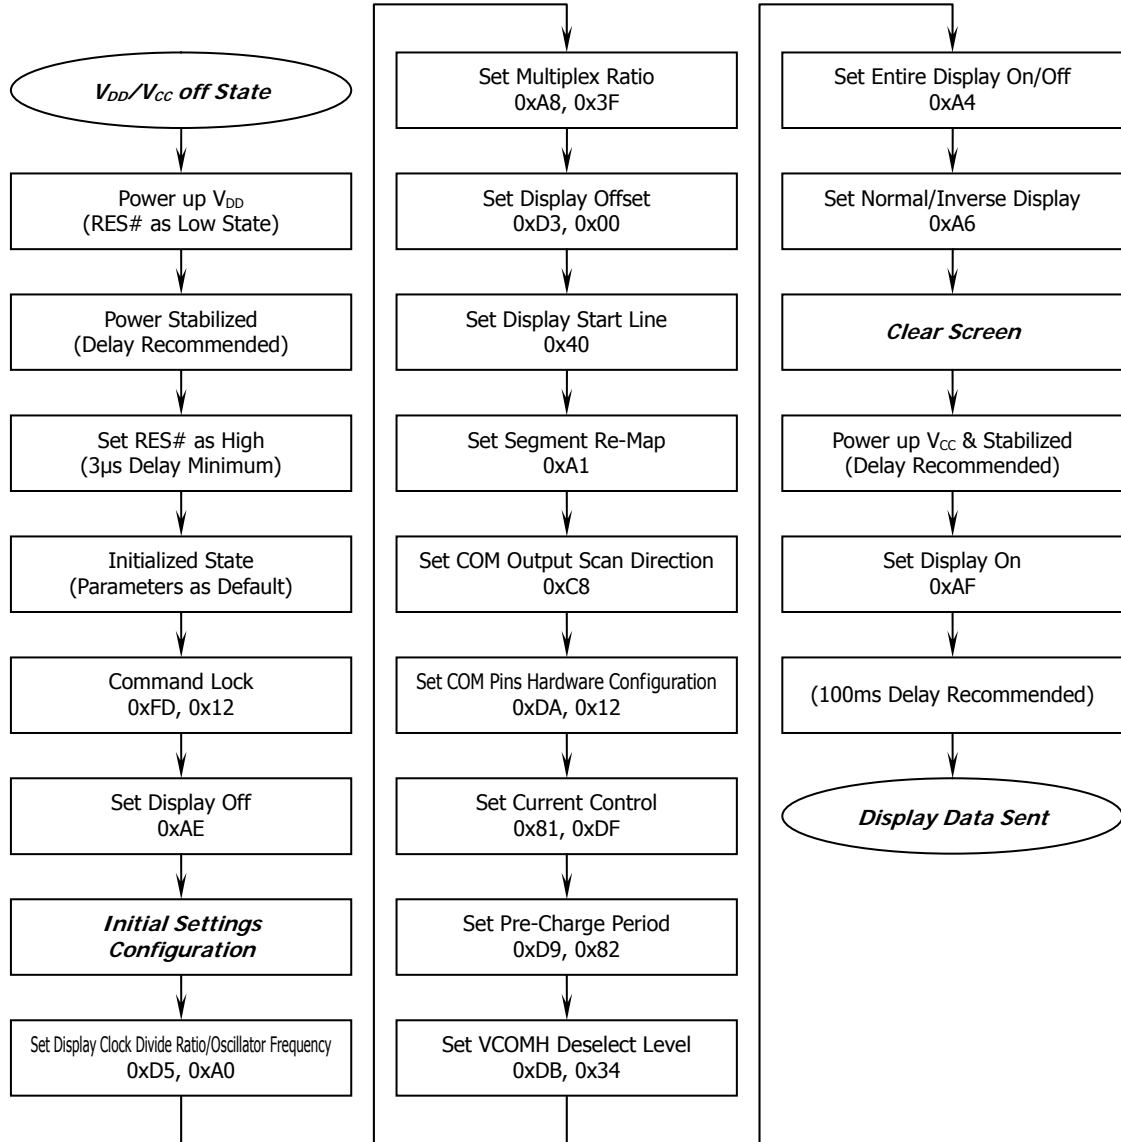 VDD/VCC off State
Power up VDD
(RES# as Low State)
Power Stabilized
(Delay Recommended)
Set RES# as High
(3μs Delay Minimum)
Initialized State
(Parameters as Default)
Command Lock
0xFD, 0x12
Set Display Off
0xAE
Initial Settings
Configuration
Set Display Clock Divide Ratio/Oscillator Frequency
0xD5, 0xA0
Set Multiplex Ratio
0xA8, 0x3F
Set Display Offset
0xD3, 0x00
Set Display Start Line
0x40
Set Segment Re-Map
0xA1
Set COM Output Scan Direction
0xC8
Set COM Pins Hardware Configuration
0xDA, 0x12
Set Current Control
0x81, 0xDF
Set Pre-Charge Period
0xD9, 0x82
Set VCOMH Deselect Level
0xDB, 0x34
Set Entire Display On/Off
0xA4
Set Normal/Inverse Display
0xA6
Clear Screen
Power up VCC & Stabilized
(Delay Recommended)
Set Display On
0xAF
(100ms Delay Recommended)
Display Data Sent